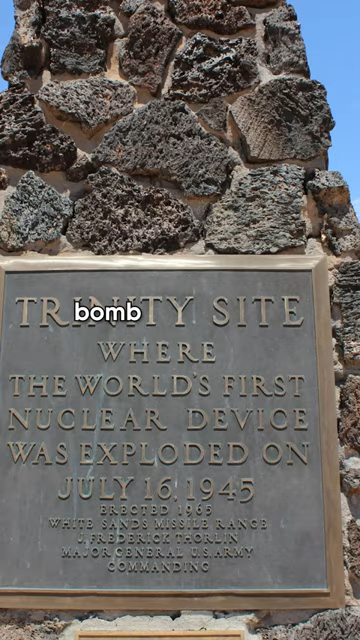 TRINITY SITE
bomb
WHERE
THE WORLD'S FIRST
NUCLEAR DEVICE
WAS EXPLODED ON
JULY 16, 1945
ERECTED 1965
WHITE SANDS MISSILE RANGE
J. FREDERICK THORLIN
MAJOR GENERAL U.S. ARMY
COMMANDING